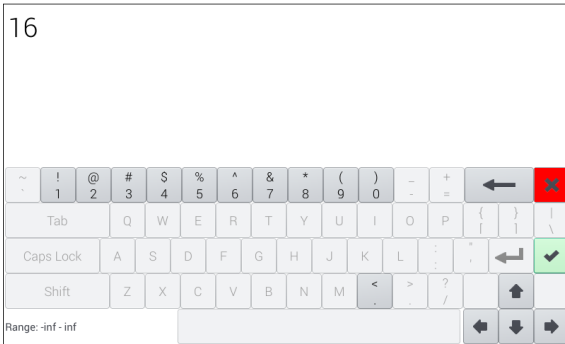 16
~ ! @ # $ % ^ & * ( ) _ +
` 1 2 3 4 5 6 7 8 9 0 - =
Tab Q W E R T Y U I O P { } |
[ ] \
Caps Lock A S D F G H J K L : "
. '
Shift Z X C V B N M < > ?
. . /
Range: -inf - inf